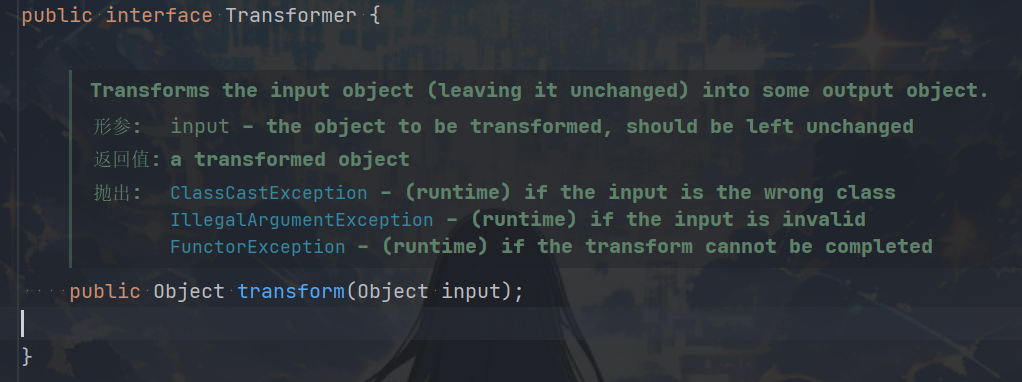 public interface Transformer {
Transforms the input object (leaving it unchanged) into some output object.
形参: input – the object to be transformed, should be left unchanged
返回值: a transformed object
抛出: ClassCastException – (runtime) if the input is the wrong class
IllegalArgumentException – (runtime) if the input is invalid
FunctorException – (runtime) if the transform cannot be completed
public Object transform(Object input);
}